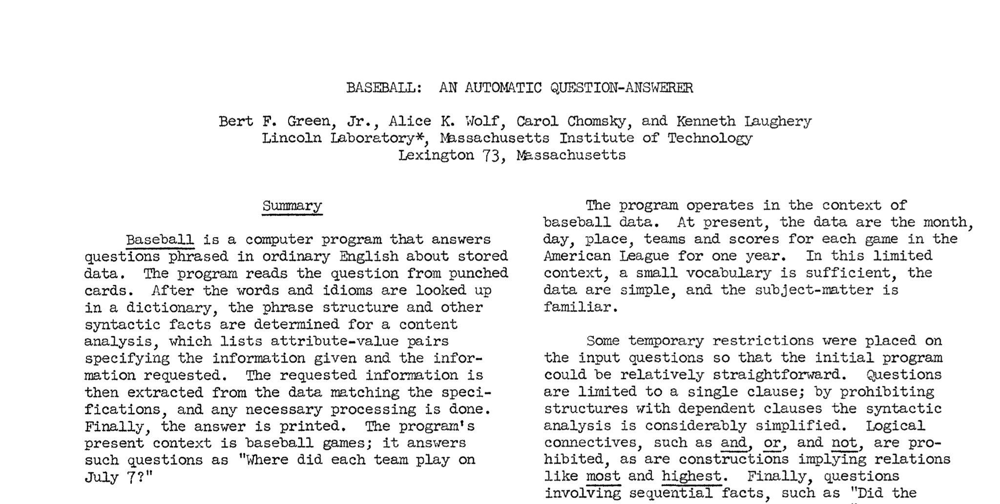 BASEBALL: AN AUTOMATIC QUESTION-ANSWERER
Bert F. Green, Jr., Alice K. Wolf, Carol Chomsky, and Kenneth Laughery
Lincoln Laboratory*, Massachusetts Institute of Technology
Lexington 73, Massachusetts
Summary
Baseball is a computer program that answers
questions phrased in ordinary English about stored
data. The program reads the question from punched
cards. After the words and idioms are looked up
in a dictionary, the phrase structure and other
syntactic facts are determined for a content
analysis, which lists attribute-value pairs
specifying the information given and the infor-
mation requested. The requested information is
then extracted from the data matching the speci-
fications, and any necessary processing is done.
Finally, the answer is printed. The program's
present context is baseball games; it answers
such questions as "Where did each team play on
July 7?"
The program operates in the context of
baseball data. At present, the data are the month,
day, place, teams and scores for each game in the
American League for one year. In this limited
context, a small vocabulary is sufficient, the
data are simple, and the subject-matter is
familiar.
Some temporary restrictions were placed on
the input questions so that the initial program
could be relatively straightforward. Questions
are limited to a single clause; by prohibiting
structures with dependent clauses the syntactic
analysis is considerably simplified. Logical
connectives, such as and, or, and not, are pro-
hibited, as are constructions implying relations
like most and highest. Finally, questions
involving sequential facts, such as "Did the